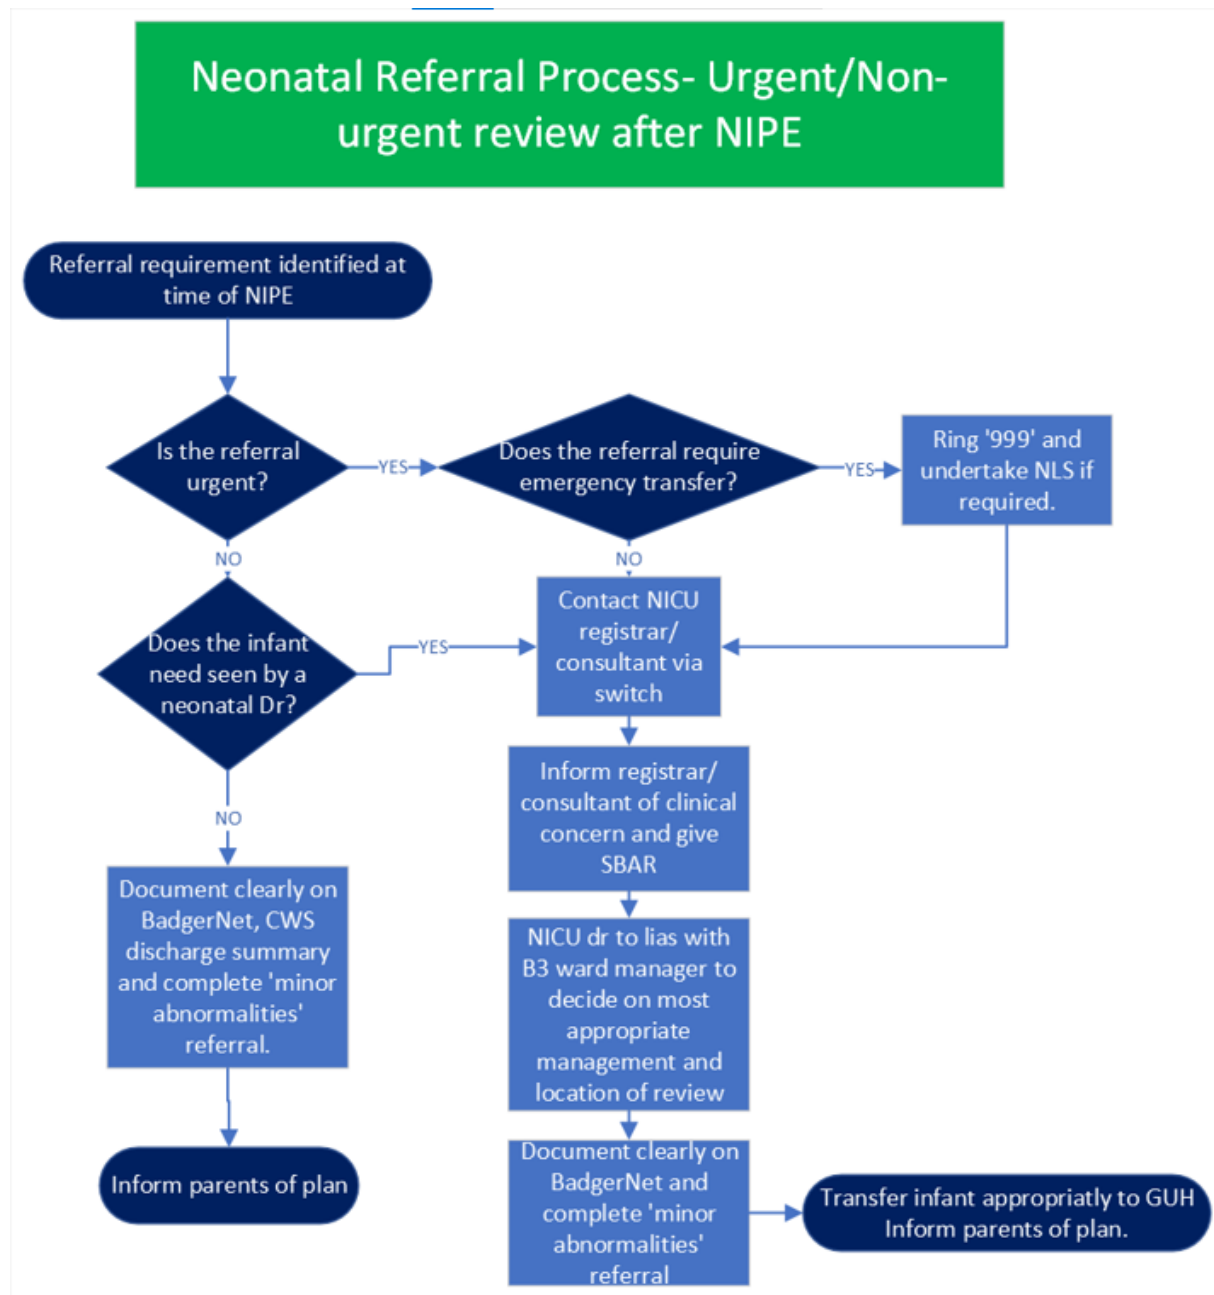 Neonatal Referral Process- Urgent/Non-
urgent review after NIPE
Referral requirement identified at
time of NIPE
Is the referral
urgent?
YES
Does the referral require
emergency transfer?
YES
Ring '999' and
undertake NLS if
required.
NO
NO
Does the infant
need seen by a
neonatal Dr?
YES
Contact NICU
registrar/
consultant via
switch
Inform registrar/
consultant of clinical
concern and give
SBAR
NO
Document clearly on
BadgerNet, CWS
discharge summary
and complete 'minor
abnormalities'
referral.
NICU dr to lias with
B3 ward manager to
decide on most
appropriate
management and
location of review
Inform parents of plan
Document clearly on
BadgerNet and
complete 'minor
abnormalities'
referral
Transfer infant appropriatly to GUH
Inform parents of plan.